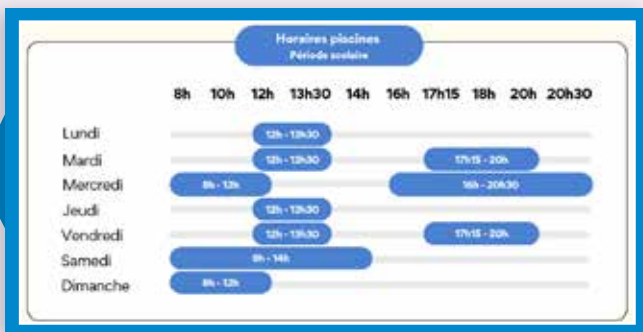 Horaires piscines
Période scolaire
8h 10h 12h 13h30 14h 16h 17h15 18h 20h 20h30
Lundi 12h - 13h30
Mardi 12h - 13h30 17h15 - 20h
Mercredi 8h - 12h 16h - 20h30
Jeudi 12h - 13h30
Vendredi 12h - 13h30 17h15 - 20h
Samedi 8h - 14h
Dimanche 8h - 12h